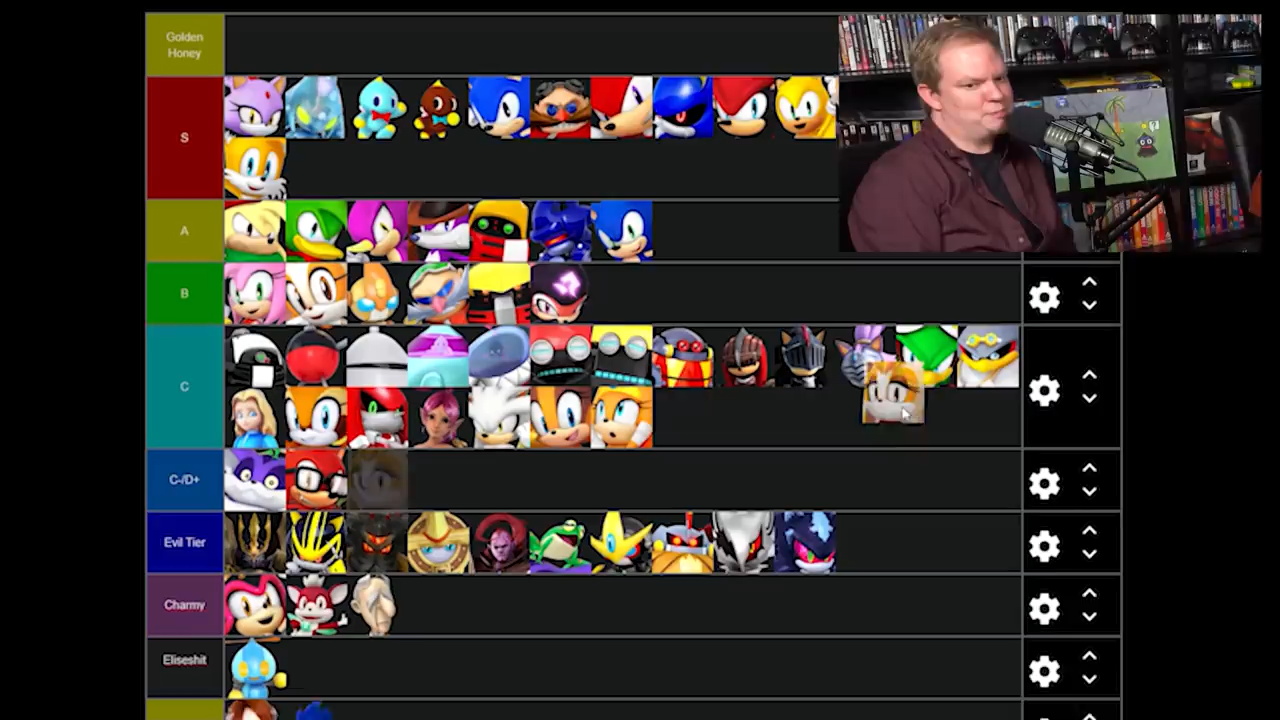 Golden
Honey
S
A
B
C
C-/D+
Evil Tier
Charmy
Eliseshit